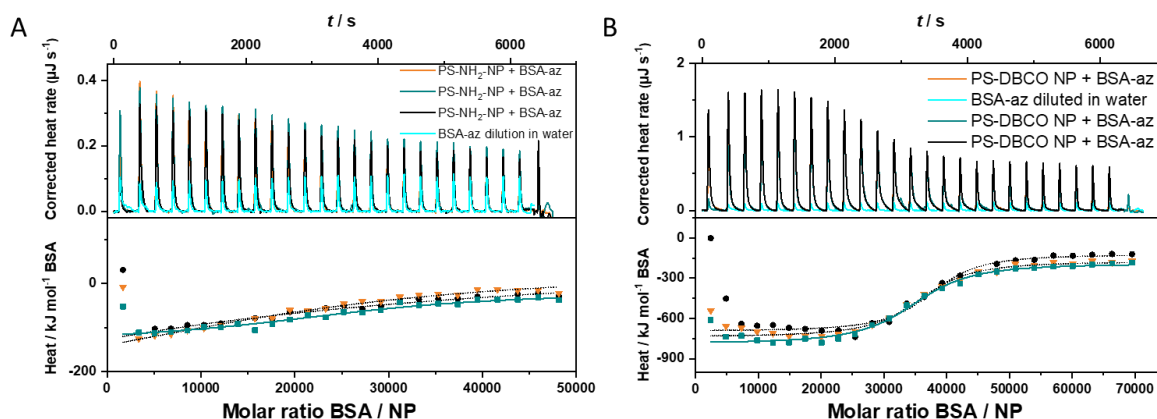 A
t / s
0 2000 4000 6000
Corrected heat rate (µJ s⁻¹)
0.4
0.2
0.0
PS-NH₂-NP + BSA-az
PS-NH₂-NP + BSA-az
PS-NH₂-NP + BSA-az
BSA-az dilution in water
Heat / kJ mol⁻¹ BSA
0
-200
0 10000 20000 30000 40000 50000
Molar ratio BSA / NP
B
t / s
0 2000 4000 6000
Corrected heat rate (µJ s⁻¹)
2
1
0
PS-DBCO NP + BSA-az
BSA-az diluted in water
PS-DBCO NP + BSA-az
PS-DBCO NP + BSA-az
Heat / kJ mol⁻¹ BSA
0
-300
-600
-900
0 10000 20000 30000 40000 50000 60000 70000
Molar ratio BSA / NP